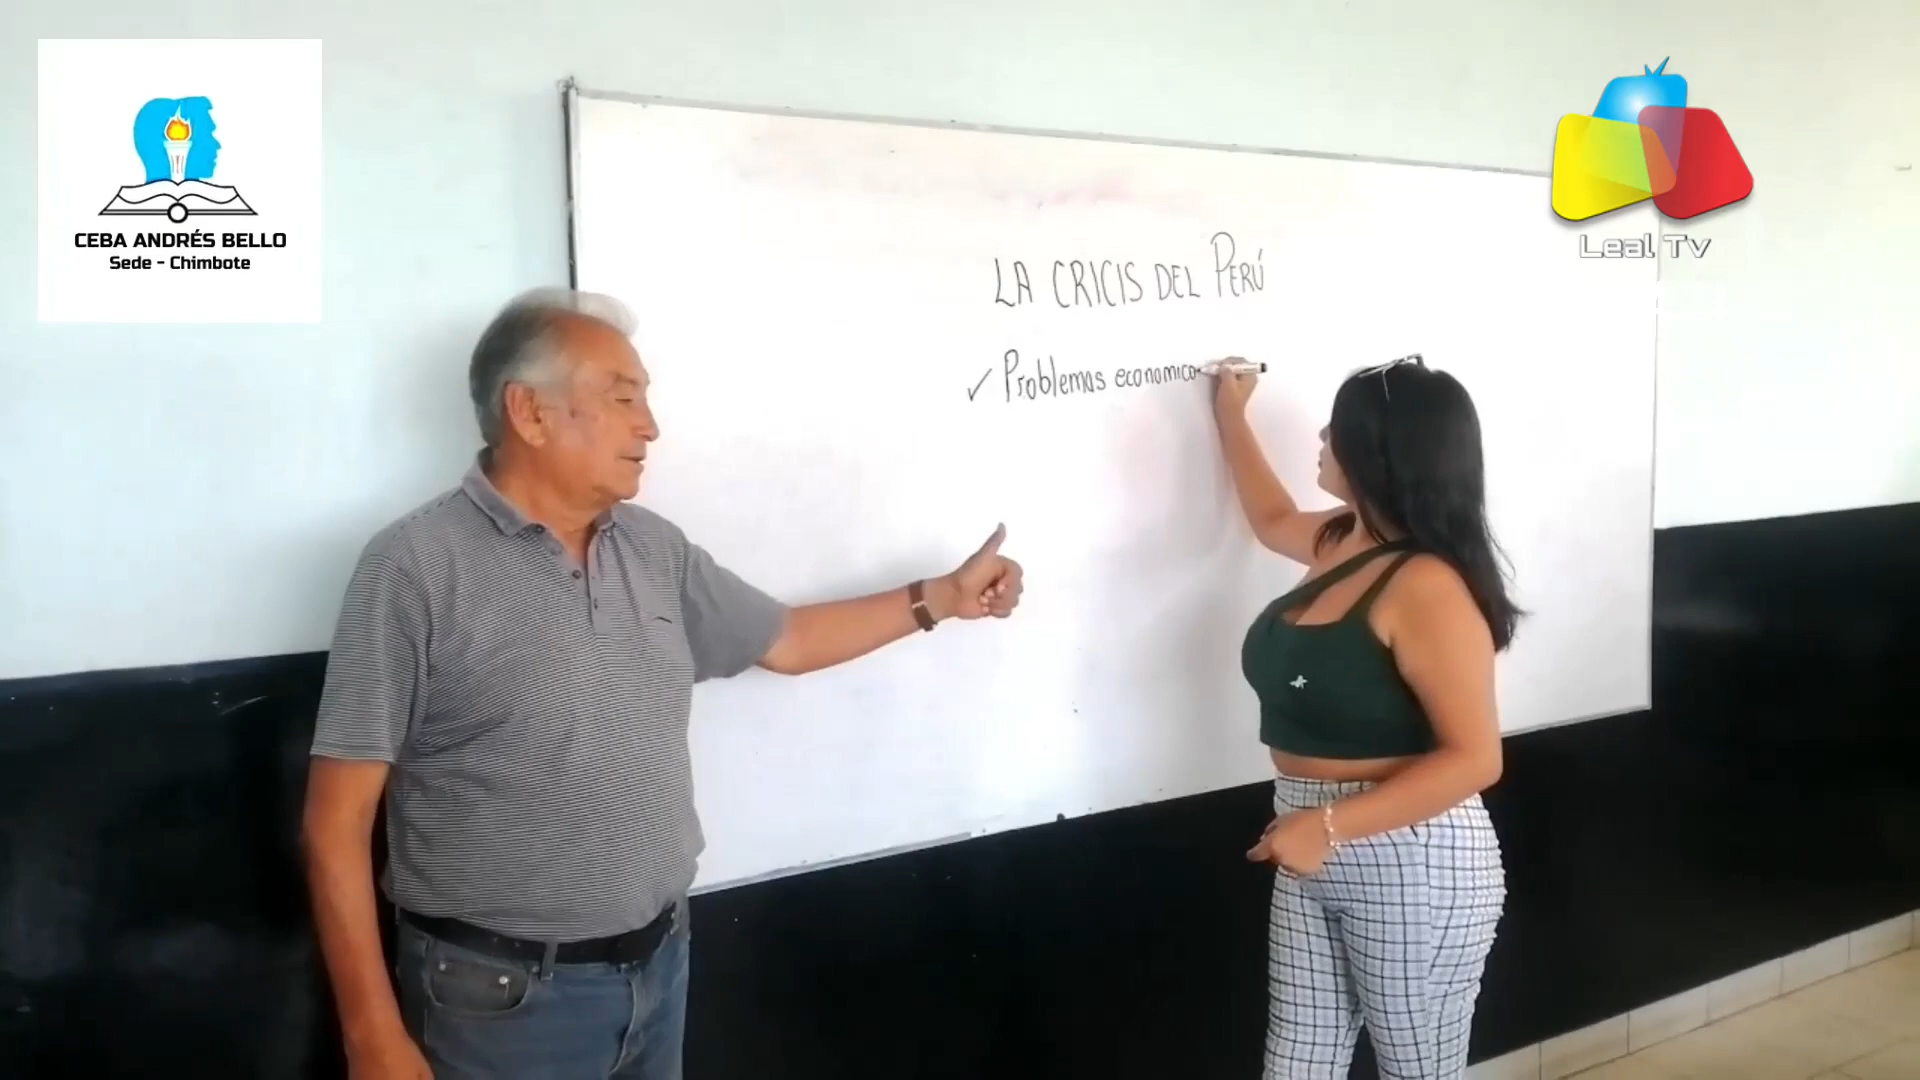 CEBA ANDRÉS BELLO
Sede - Chimbote
Leal Tv
LA CRICIS DEL PERÚ
✓ Problemas economico